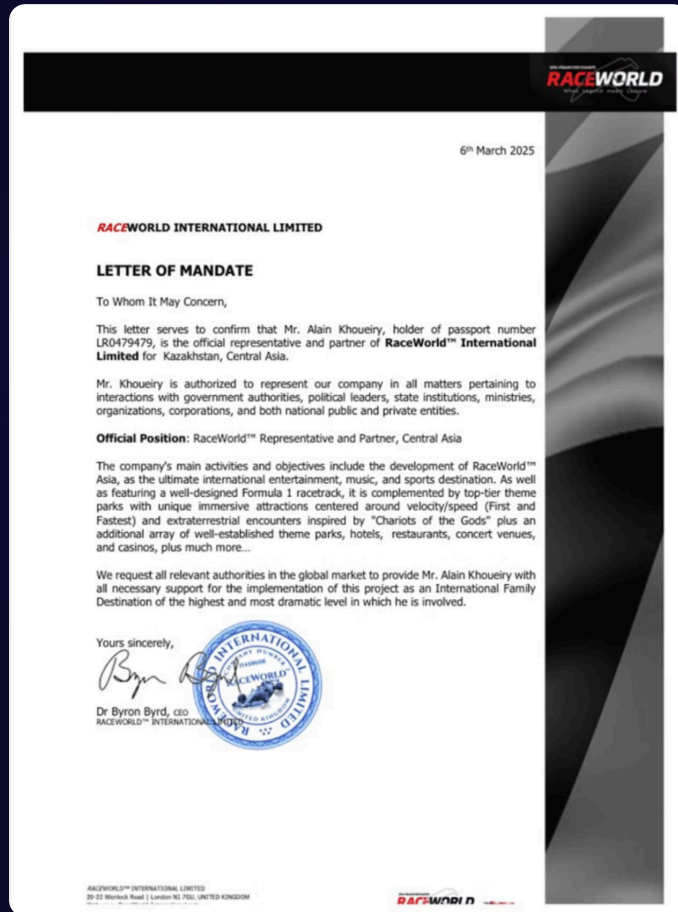 RACEWORLD
6th March 2025
RACEWORLD INTERNATIONAL LIMITED
LETTER OF MANDATE
To Whom It May Concern,
This letter serves to confirm that Mr. Alain Khoueiry, holder of passport number
LR0479479, is the official representative and partner of RaceWorld™ International
Limited for Kazakhstan, Central Asia.
Mr. Khoueiry is authorized to represent our company in all matters pertaining to
interactions with government authorities, political leaders, state institutions, ministries,
organizations, corporations, and both national public and private entities.
Official Position: RaceWorld™ Representative and Partner, Central Asia
The company's main activities and objectives include the development of RaceWorld™
Asia, as the ultimate international entertainment, music, and sports destination. As well
as featuring a well-designed Formula 1 racetrack, it is complemented by top-tier theme
parks with unique immersive attractions centered around velocity/speed (First and
Fastest) and extraterrestrial encounters inspired by "Chariots of the Gods" plus an
additional array of well-established theme parks, hotels, restaurants, concert venues,
and casinos, plus much more...
We request all relevant authorities in the global market to provide Mr. Alain Khoueiry with
all necessary support for the implementation of this project as an International Family
Destination of the highest and most dramatic level in which he is involved.
Yours sincerely,
RACEWORLD INTERNATIONAL LIMITED
COMPANY NUMBER
RACEWORLD
UNITED KINGDOM
Dr Byron Byrd, CEO
RACEWORLD™ INTERNATIONAL LIMITED
RACEWORLD™ INTERNATIONAL LIMITED
20-22 Wenlock Road | London N1 7GU, UNITED KINGDOM
RACEWORLD